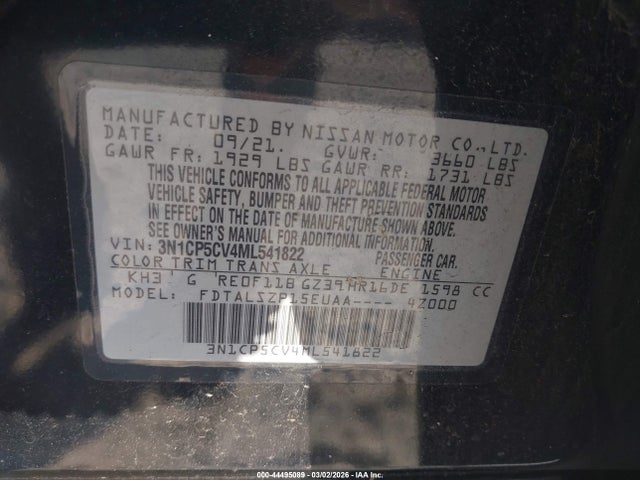 MANUFACTURED BY NISSAN MOTOR CO.,LTD.
DATE: 09/21. GVWR: 3660 LBS
GAWR FR: 1929 LBS GAWR RR: 1731 LBS
THIS VEHICLE CONFORMS TO ALL APPLICABLE FEDERAL MOTOR
VEHICLE SAFETY, BUMPER AND THEFT PREVENTION STANDARDS
IN EFFECT ON THE DATE OF MANUFACTURE SHOWN ABOVE.
SEE OWNER'S MANUAL FOR ADDITIONAL INFORMATION.
VIN: 3N1CP5CV4ML541822 PASSENGER CAR.
COLOR TRIM TRANS AXLE ENGINE
KH3 G RE0F11B GZ39 HR16DE 1598 CC
MODEL: FDTALSZP15EUAA---- 4Z000
3N1CP5CV4ML541822
000-44495089 - 03/02/2026 - IAA Inc.